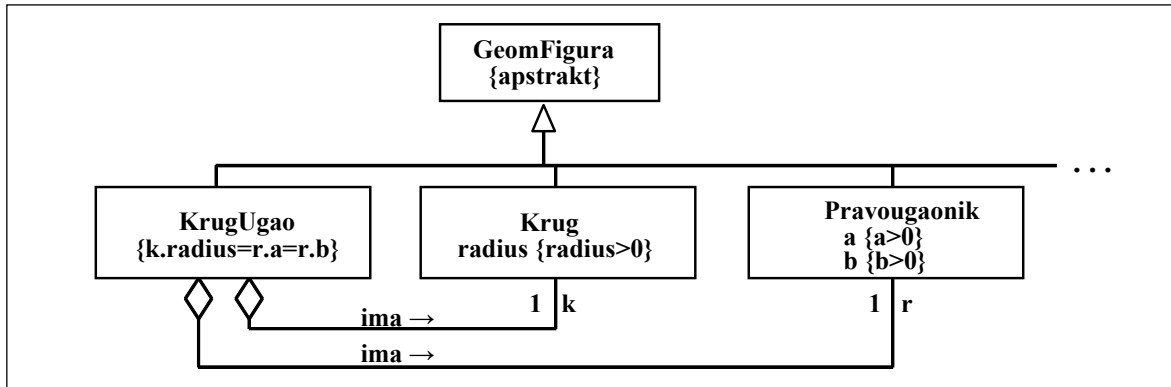 GeomFigura
{apstrakt}
. . .
KrugUgao
{k.radius=r.a=r.b}
Krug
radius {radius>0}
Pravougaonik
a {a>0}
b {b>0}
1 k
1 r
ima →
ima →